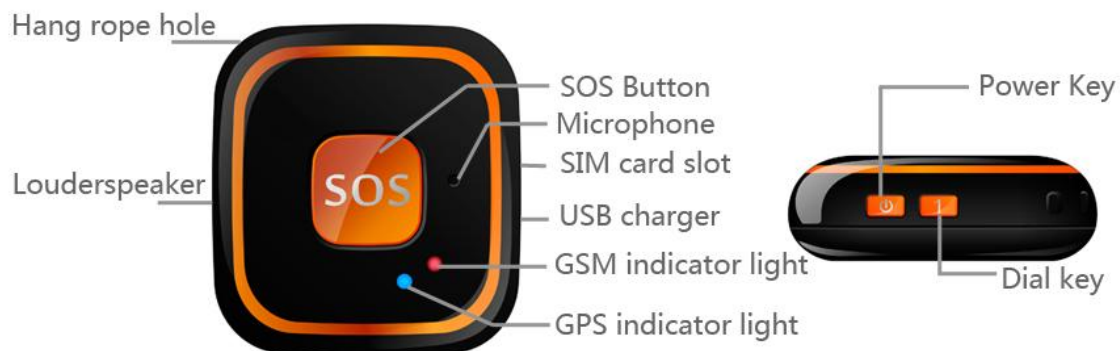 Hang rope hole
SOS Button
Microphone
SIM card slot
Louderspeaker
SOS
USB charger
GSM indicator light
GPS indicator light
Power Key
1
Dial key